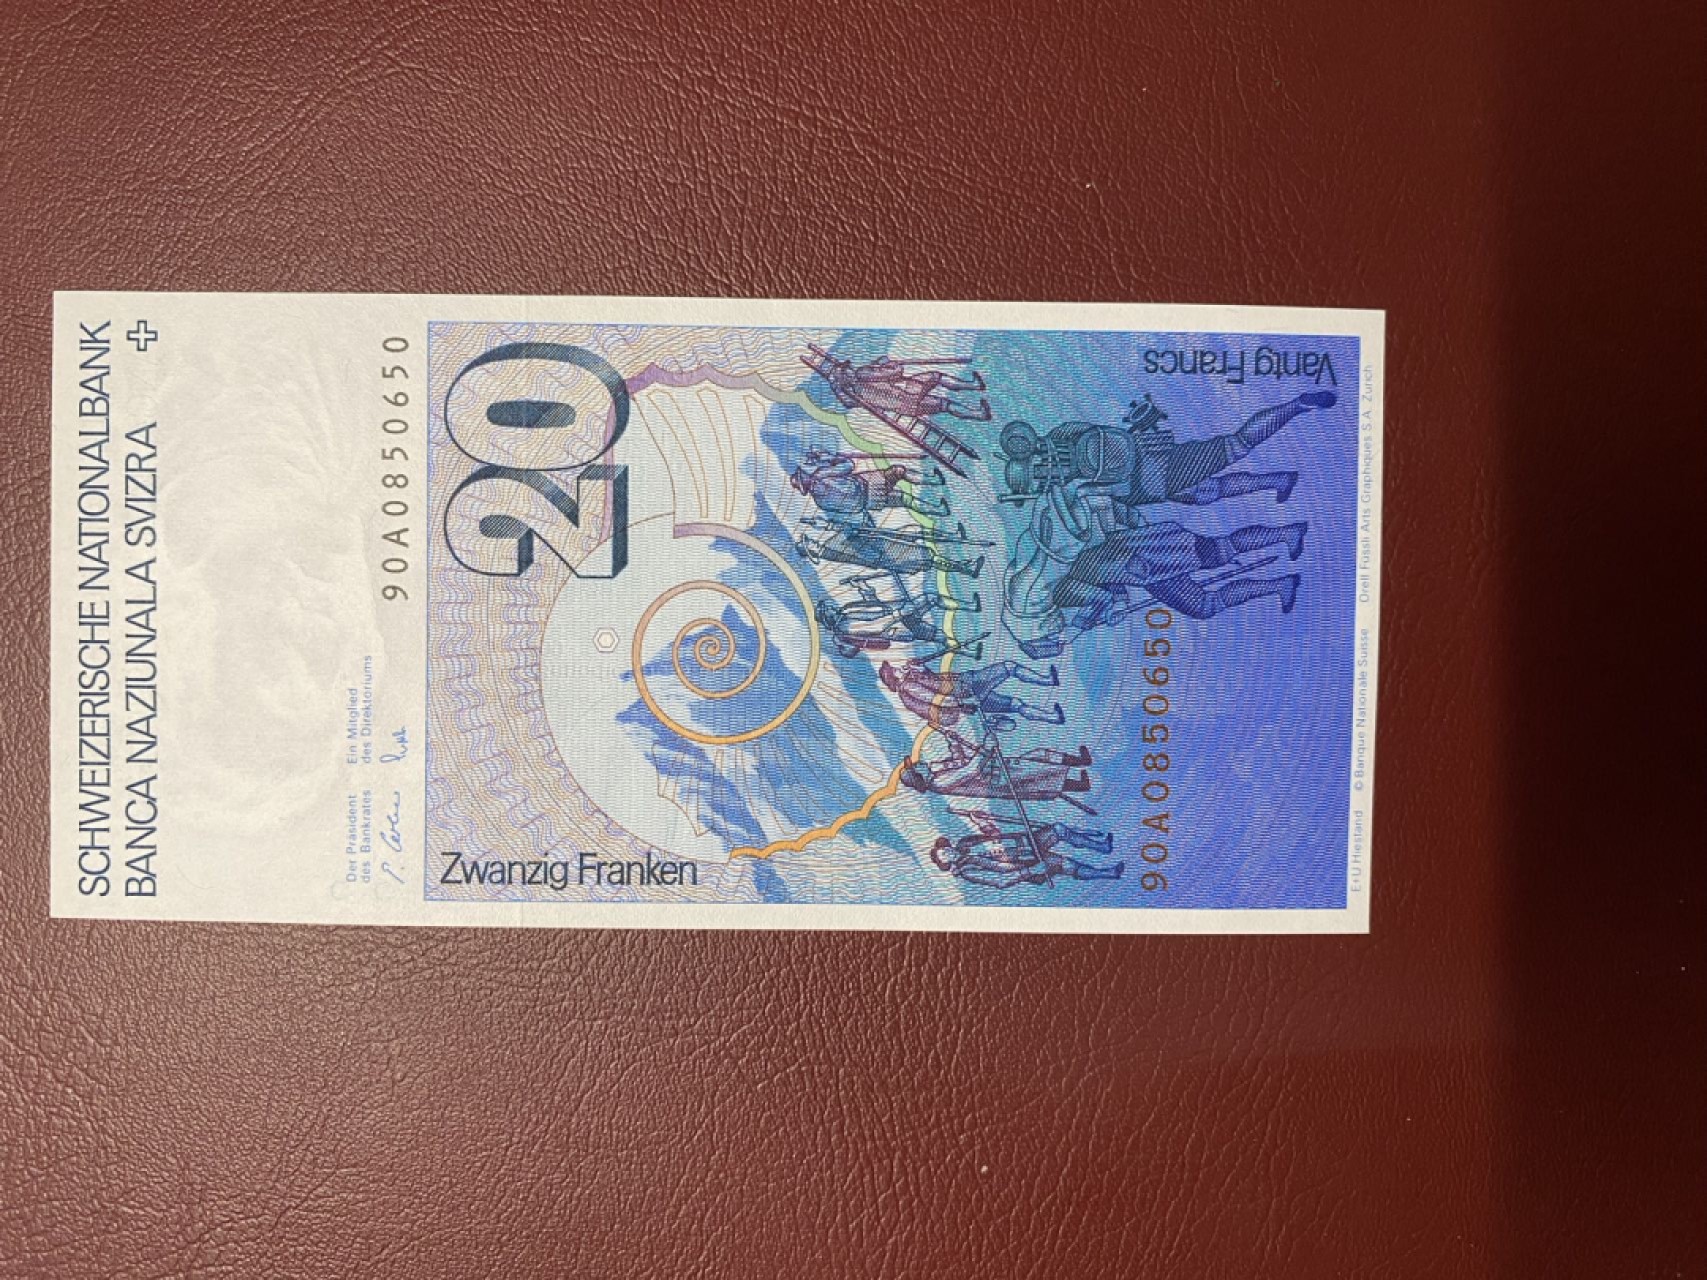 SCHWEIZERISCHE NATIONALBANK
BANCA NAZIUNALA SVIZRA
Der Präsident
des Bankrates
Ein Mitglied
des Direktoriums
90A0850650
20
Zwanzig Franken
90A0850650
Vantg Francs
E+U Hiestand © Banque Nationale Suisse Orell Füssli Arts Graphiques S.A. Zurich